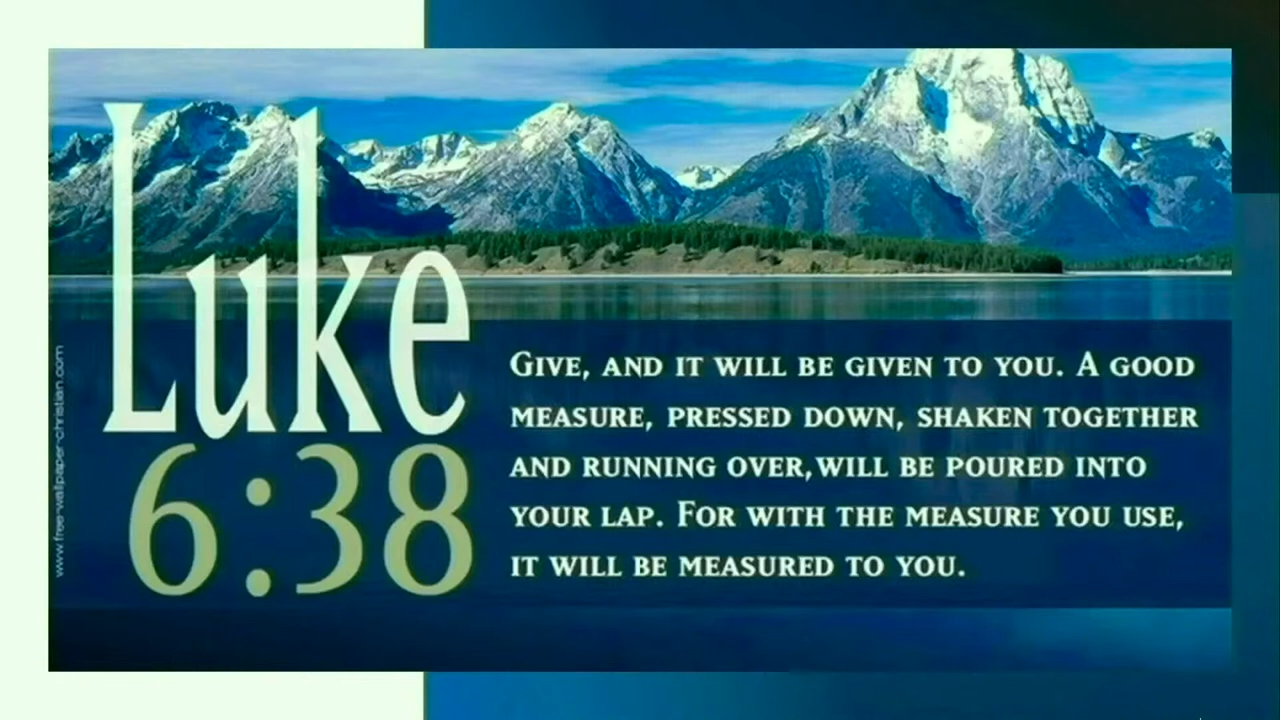 Luke
6:38
Give, and it will be given to you. A good
measure, pressed down, shaken together
and running over, will be poured into
your lap. For with the measure you use,
it will be measured to you.
www.free-wallpaper-christian.com